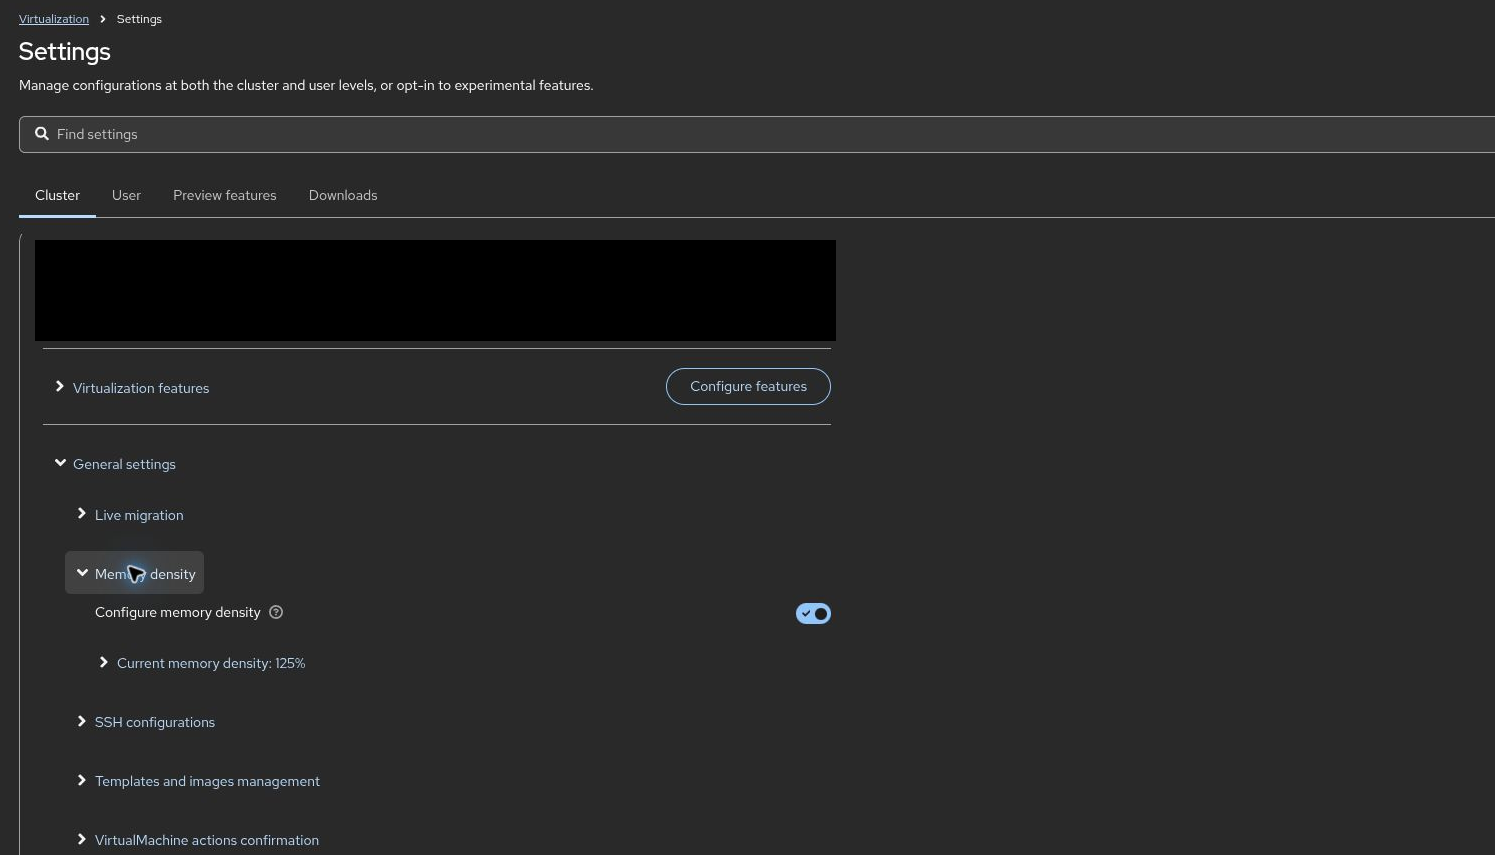 Virtualization Settings
Settings
Manage configurations at both the cluster and user levels, or opt-in to experimental features.
Find settings
Cluster User Preview features Downloads
Virtualization features Configure features
General settings
Live migration
Memory density
Configure memory density
Current memory density: 125%
SSH configurations
Templates and images management
VirtualMachine actions confirmation